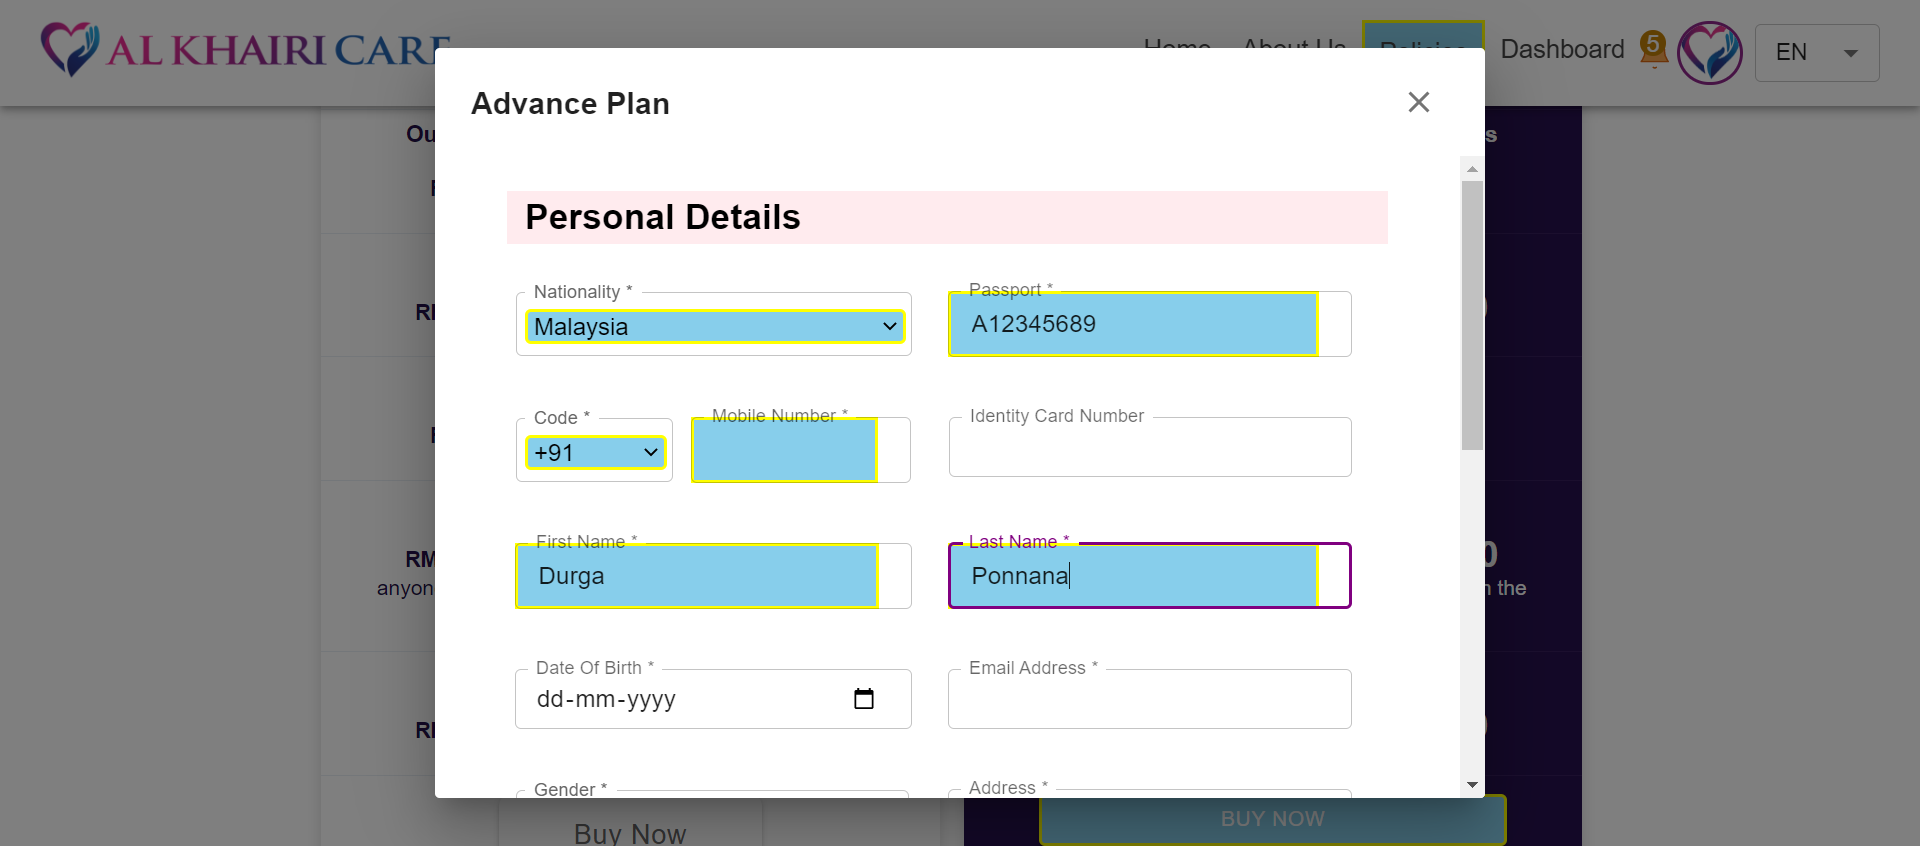 AL KHAIRI CARE
Home About Us Policies Dashboard 5 EN
Advance Plan
Personal Details
Nationality *
Malaysia
Passport *
A12345689
Code *
+91
Mobile Number *
Identity Card Number
First Name *
Durga
Last Name *
Ponnana
Date Of Birth *
dd-mm-yyyy
Email Address *
Gender *
Address *
Ou
RM
anyon
the
Buy Now
BUY NOW